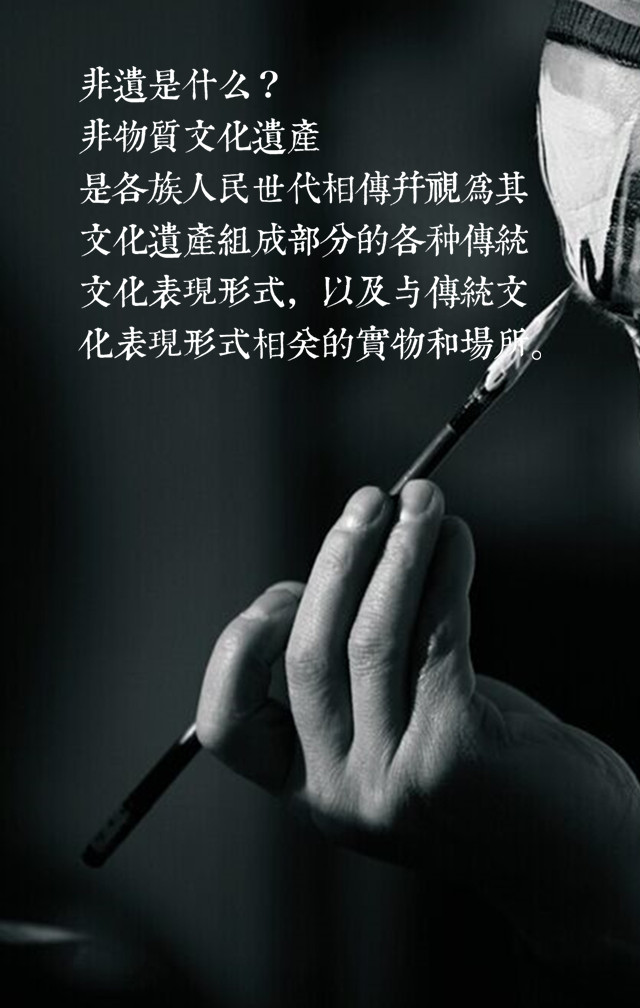 非遺是什么？
非物質文化遺產
是各族人民世代相傳幷視爲其
文化遺產組成部分的各种傳統
文化表現形式，以及与傳統文
化表現形式相关的實物和場所。